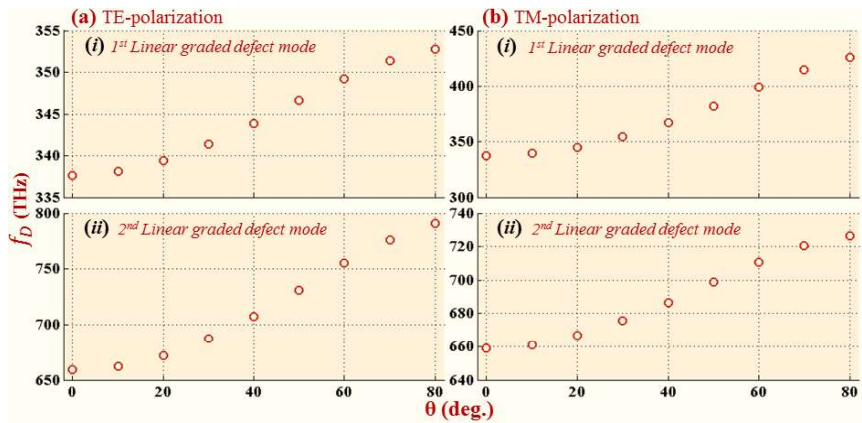 (a) TE-polarization
(b) TM-polarization
355
350
345
340
335
(i) 1st Linear graded defect mode
450
400
350
300
(i) 1st Linear graded defect mode
f_D (THz)
800
750
700
650
(ii) 2nd Linear graded defect mode
0 20 40 60 80
740
720
700
680
660
640
(ii) 2nd Linear graded defect mode
0 20 40 60 80
θ (deg.)